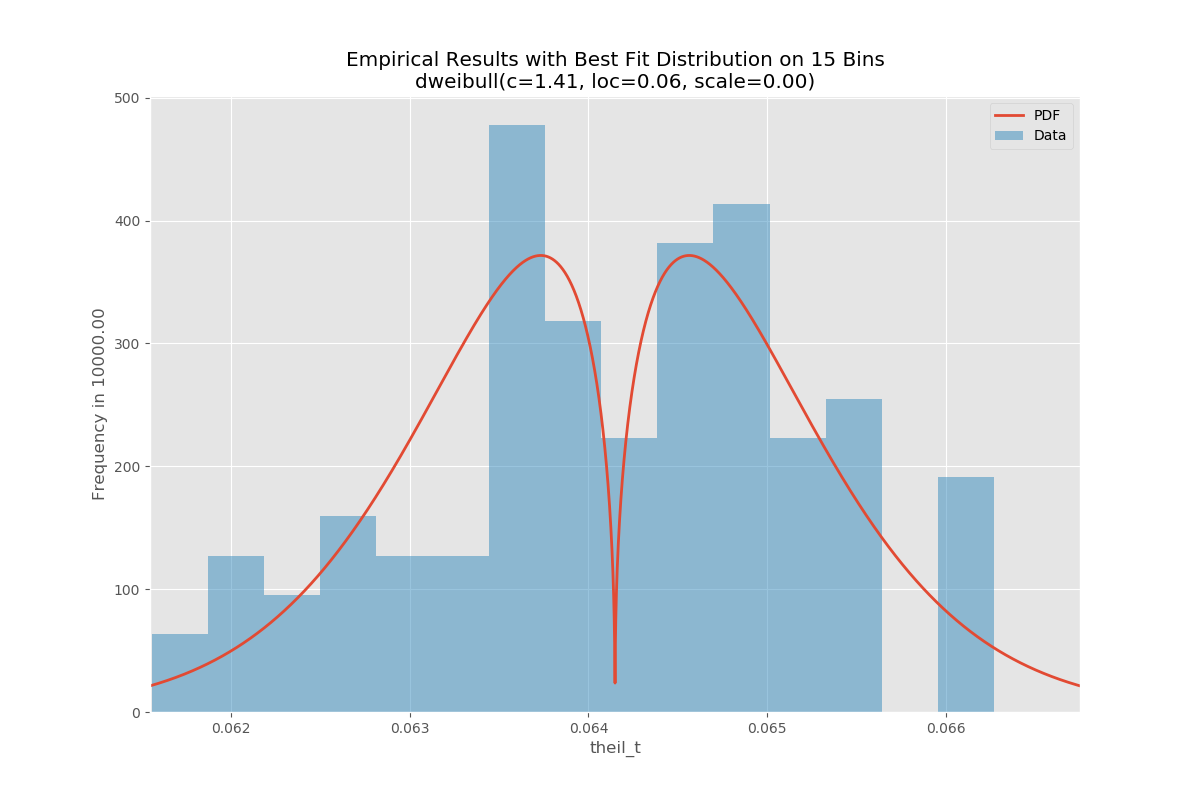 Empirical Results with Best Fit Distribution on 15 Bins
dweibull(c=1.41, loc=0.06, scale=0.00)
PDF
Data
Frequency in 10000.00
500
400
300
200
100
0
0.062 0.063 0.064 0.065 0.066
theil_t